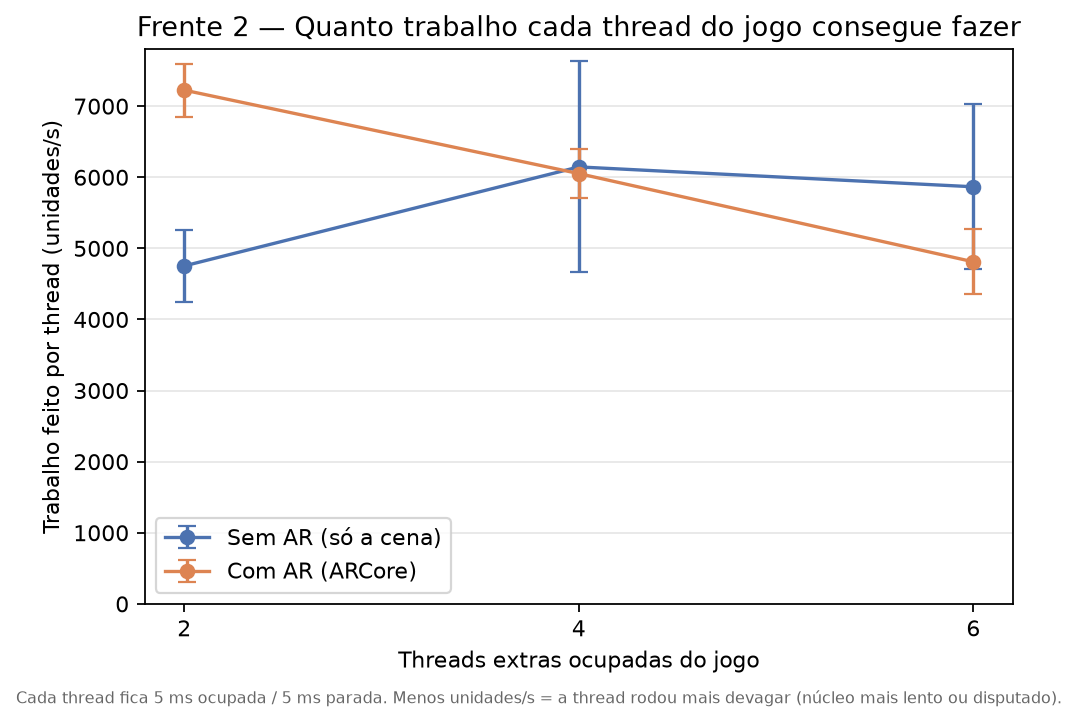 Frente 2 — Quanto trabalho cada thread do jogo consegue fazer
Trabalho feito por thread (unidades/s)
7000
6000
5000
4000
3000
2000
1000
0
Sem AR (só a cena)
Com AR (ARCore)
2
4
6
Threads extras ocupadas do jogo
Cada thread fica 5 ms ocupada / 5 ms parada. Menos unidades/s = a thread rodou mais devagar (núcleo mais lento ou disputado).